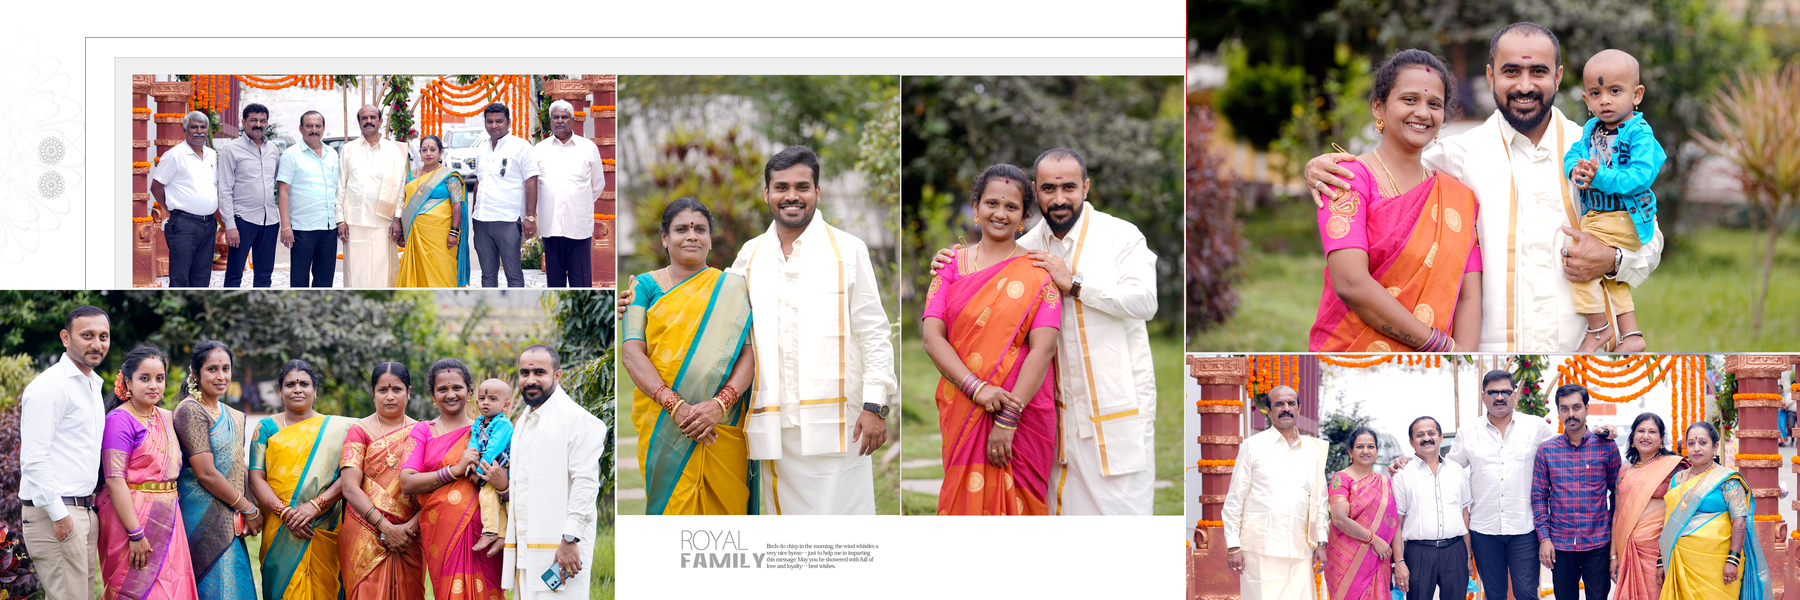 ROYAL
FAMILY
Birds do chirp in the morning, the wind whistles a
very nice hymn— just to help me in imparting
this message: May you be showered with full of
love and loyalty— best wishes.